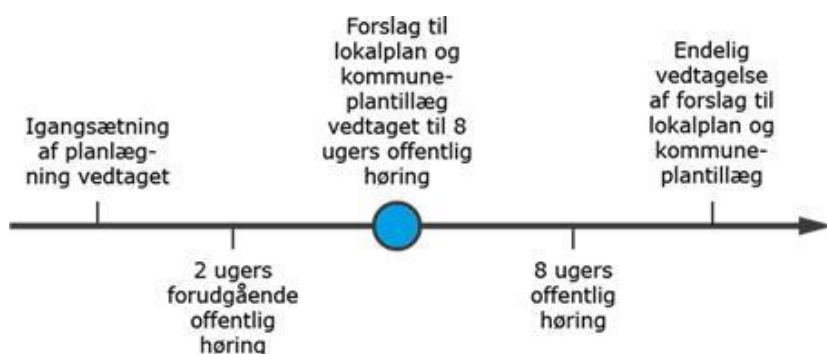 Igangsætning
af planlæg-
ning vedtaget
2 ugers
forudgående
offentlig
høring
Forslag til
lokalplan og
kommune-
plantillæg
vedtaget til 8
ugers offentlig
høring
8 ugers
offentlig
høring
Endelig
vedtagelse
af forslag til
lokalplan og
kommune-
plantillæg